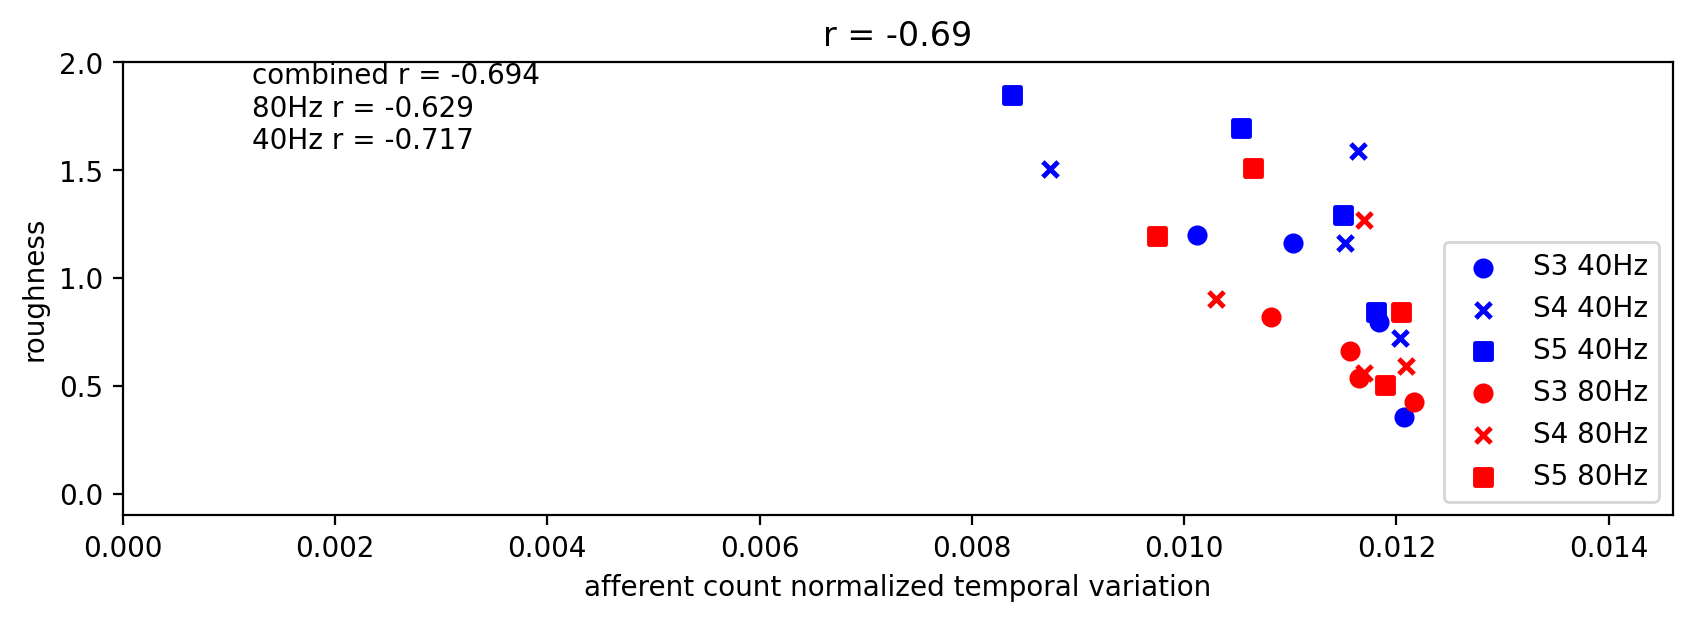 r = -0.69
combined r = -0.694
80Hz r = -0.629
40Hz r = -0.717
2.0
1.5
1.0
0.5
0.0
roughness
S3 40Hz
S4 40Hz
S5 40Hz
S3 80Hz
S4 80Hz
S5 80Hz
0.000 0.002 0.004 0.006 0.008 0.010 0.012 0.014
afferent count normalized temporal variation